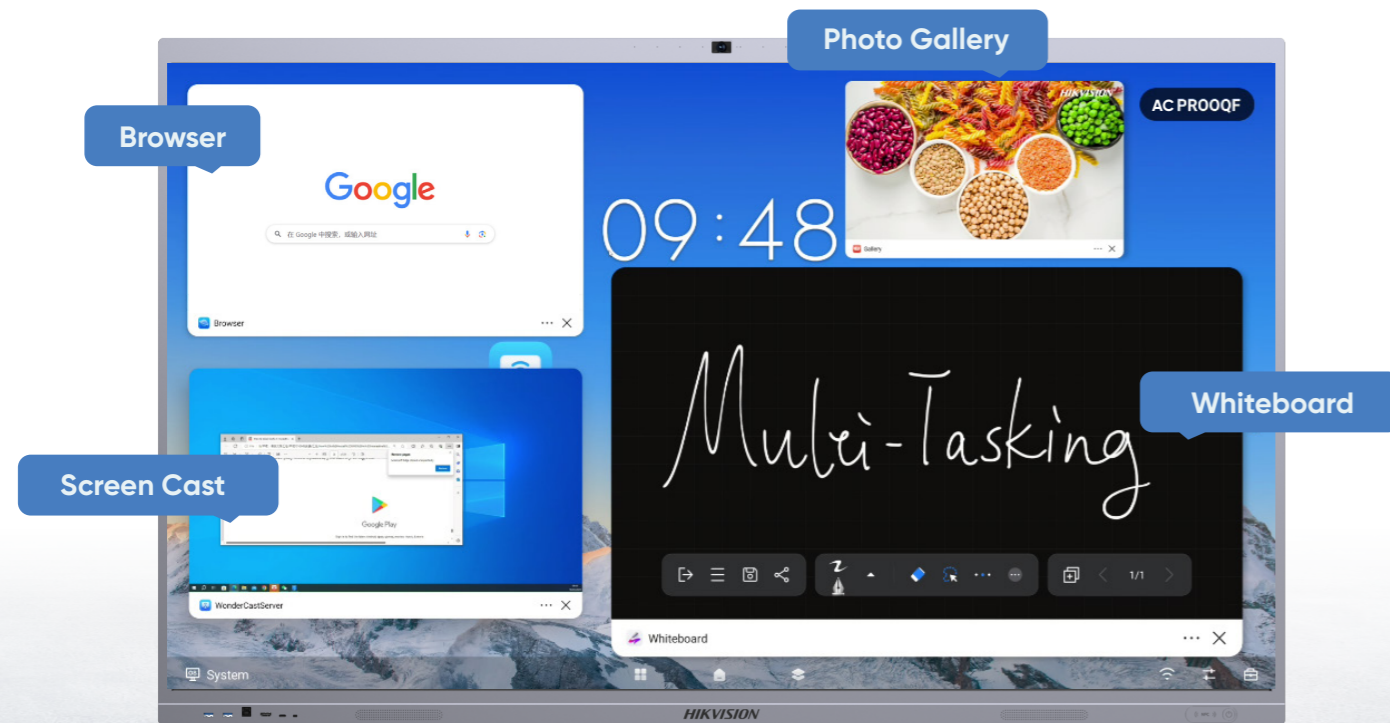 Photo Gallery
HIKVISION
AC PROOQF
Browser
Google
在 Google 中搜索，或输入网址
09:48
Gallery
Browser
Multi-Tasking
Whiteboard
Screen Cast
Google Play
1/1
WonderCastServer
Whiteboard
System
HIKVISION